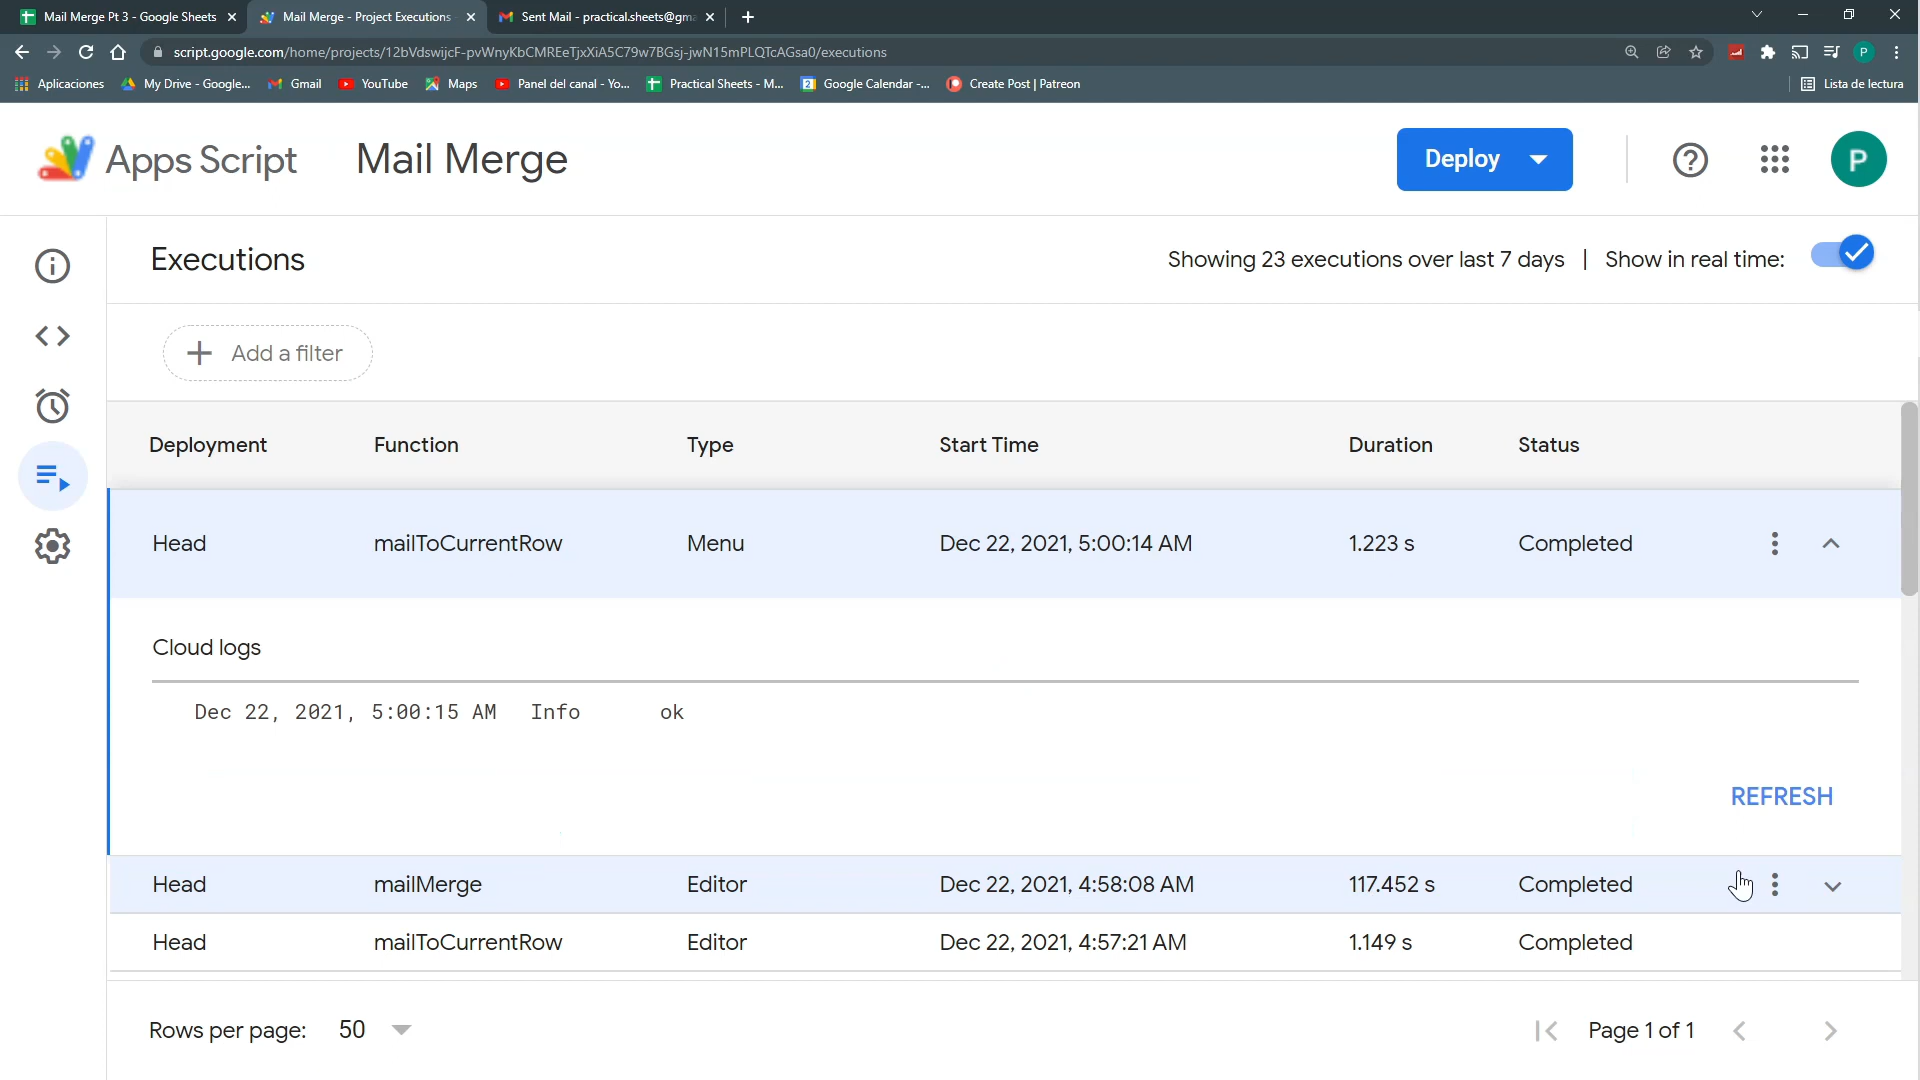 Mail Merge Pt 3 - Google Sheets
Mail Merge - Project Executions
Sent Mail - practical.sheets@gm
script.google.com/home/projects/12bVdswijcF-pvWnyKbCMREeTjxXiA5C79w7BGsj-jwN15mPLQTcAGsa0/executions
P
Aplicaciones
My Drive - Google...
Gmail
YouTube
Maps
Panel del canal - Yo...
Practical Sheets - M...
Google Calendar -...
Create Post | Patreon
Lista de lectura
Apps Script
Mail Merge
Deploy
P
Executions
Showing 23 executions over last 7 days | Show in real time:
+ Add a filter
Deployment Function Type Start Time Duration Status
Head mailToCurrentRow Menu Dec 22, 2021, 5:00:14 AM 1.223 s Completed
Cloud logs
Dec 22, 2021, 5:00:15 AM Info ok
REFRESH
Head mailMerge Editor Dec 22, 2021, 4:58:08 AM 117.452 s Completed
Head mailToCurrentRow Editor Dec 22, 2021, 4:57:21 AM 1.149 s Completed
Rows per page: 50
Page 1 of 1